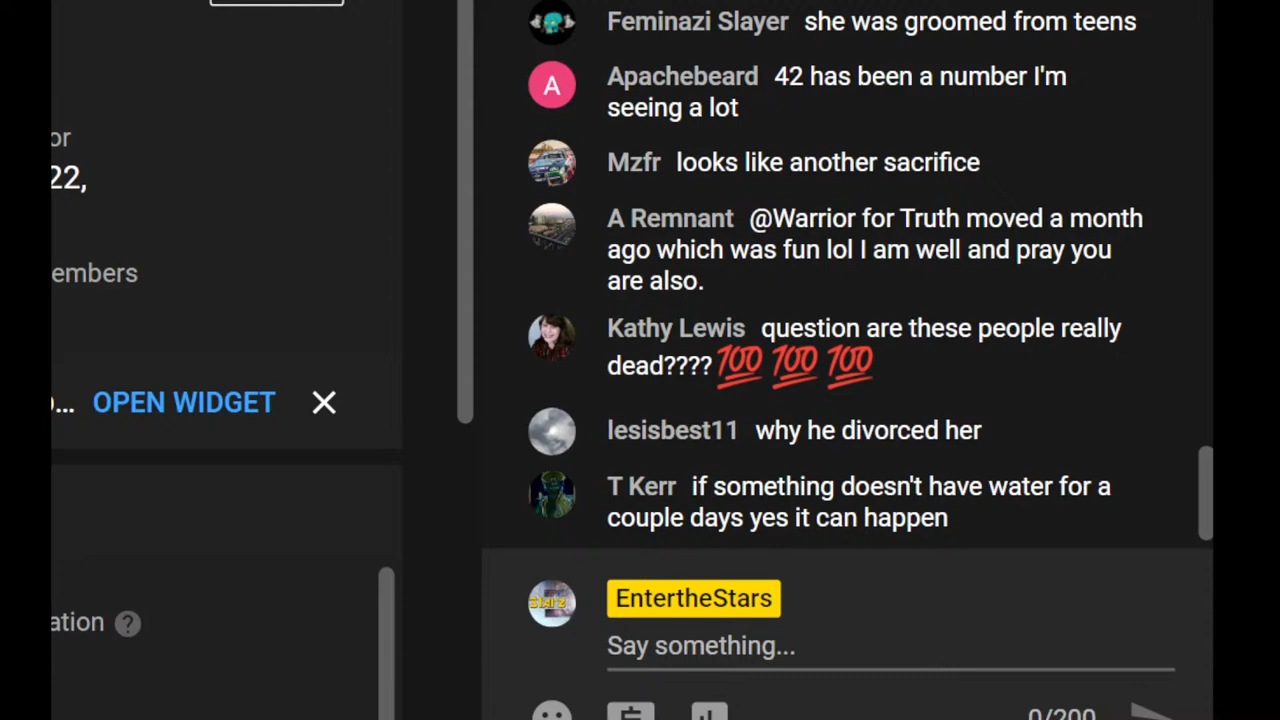 or
22,
embers
... OPEN WIDGET
ation ?
Feminazi Slayer she was groomed from teens
A Apachebeard 42 has been a number I'm
seeing a lot
Mzfr looks like another sacrifice
A Remnant @Warrior for Truth moved a month
ago which was fun lol I am well and pray you
are also.
Kathy Lewis question are these people really
dead????💯💯💯
lesisbest11 why he divorced her
T Kerr if something doesn't have water for a
couple days yes it can happen
STARZ EntertheStars
Say something...
0/200